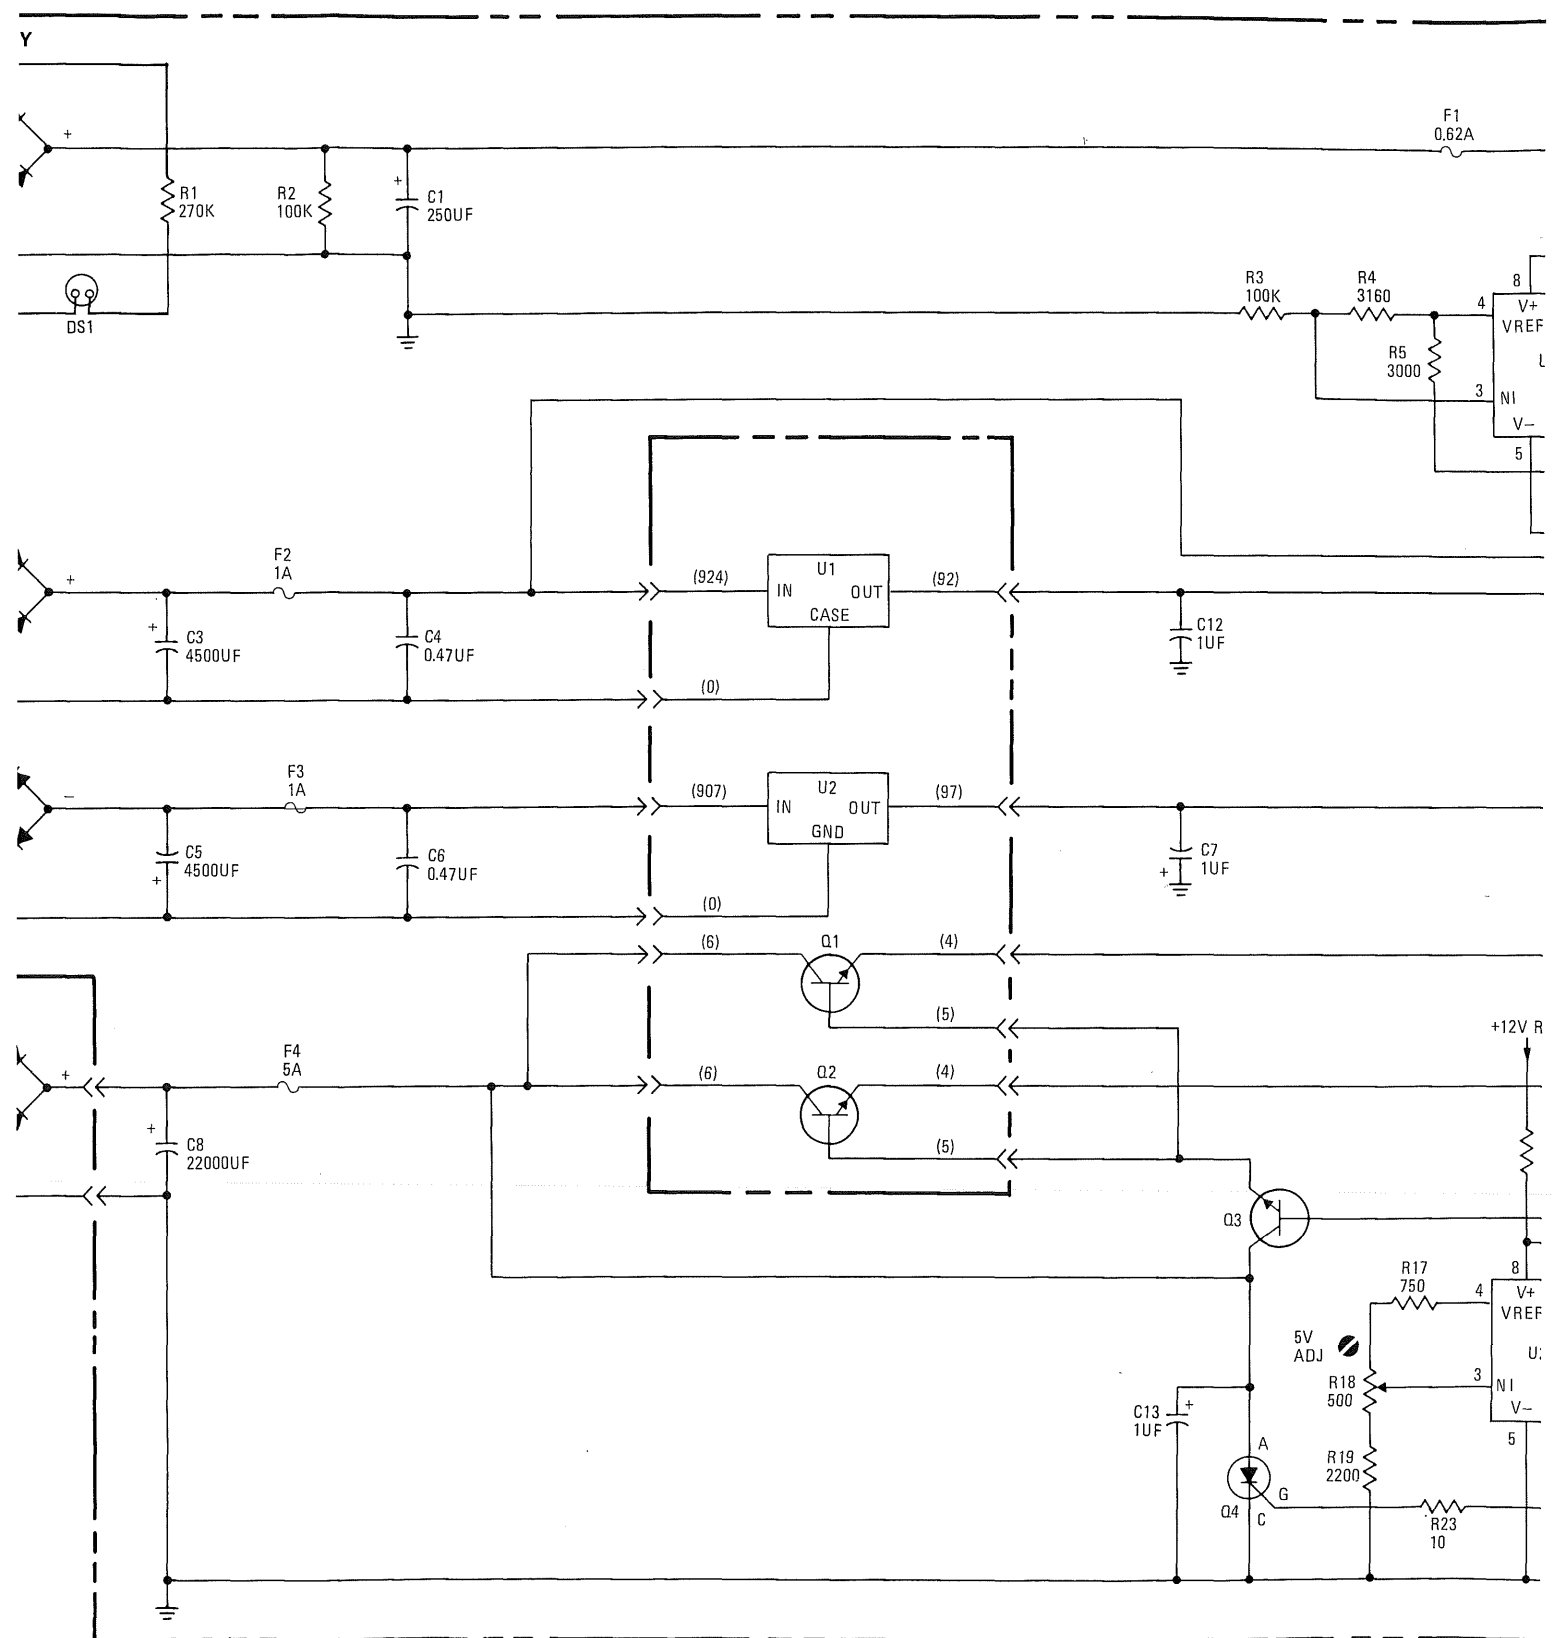 Y
F1
0.62A
+
+
R1
270K
R2
100K
C1
250UF
DS1
R3
100K
R4
3160
8
4
V+
VREF
R5
3000
3
NI
V–
5
F2
1A
+
(924)
U1
IN
OUT
CASE
(92)
+
C3
4500UF
C4
0.47UF
C12
1UF
(0)
F3
1A
–
(907)
U2
IN
OUT
GND
(97)
C5
4500UF
+
C6
0.47UF
C7
1UF
+
(0)
(6)
Q1
(4)
(5)
+12V R
F4
5A
+
(6)
Q2
(4)
+
C8
22000UF
(5)
Q3
R17
750
8
4
V+
VREF
5V
ADJ
R18
500
3
NI
V–
5
C13
1UF
+
A
R19
2200
G
Q4
C
R23
10